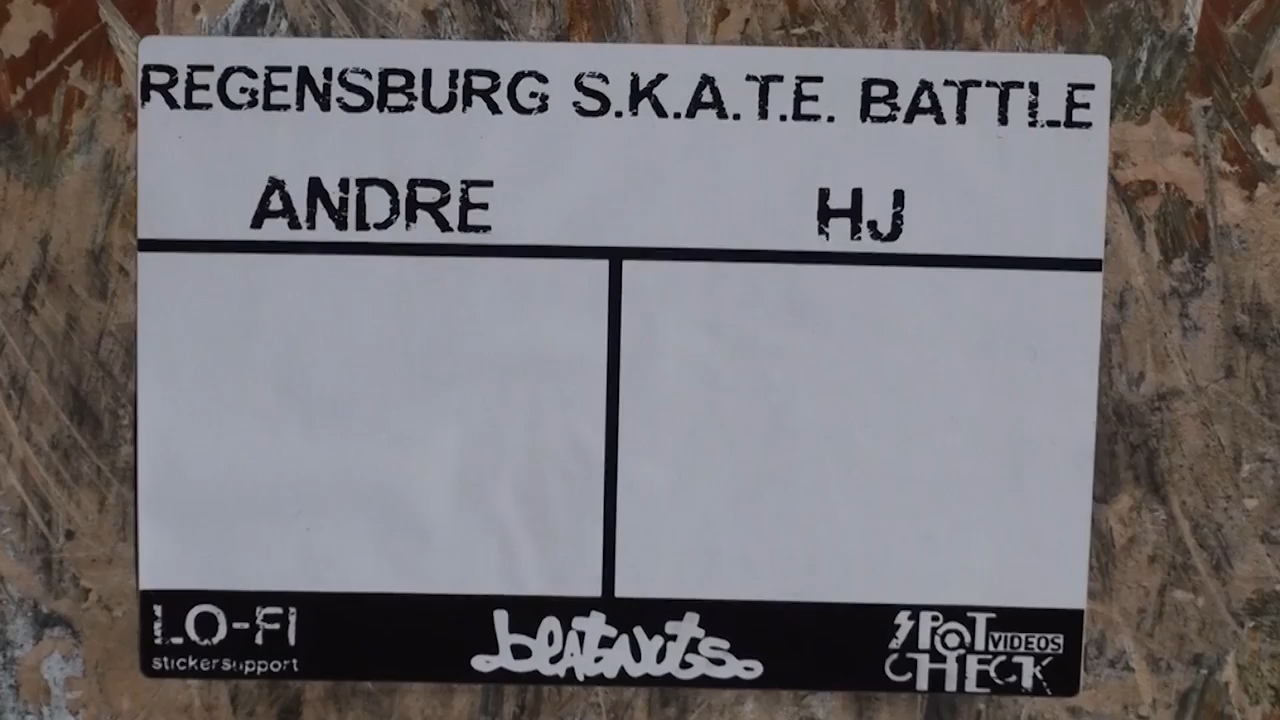 REGENSBURG S.K.A.T.E. BATTLE
ANDRE HJ
LO-FI
stickersupport
beatnuts
SPOT VIDEOS
CHECK